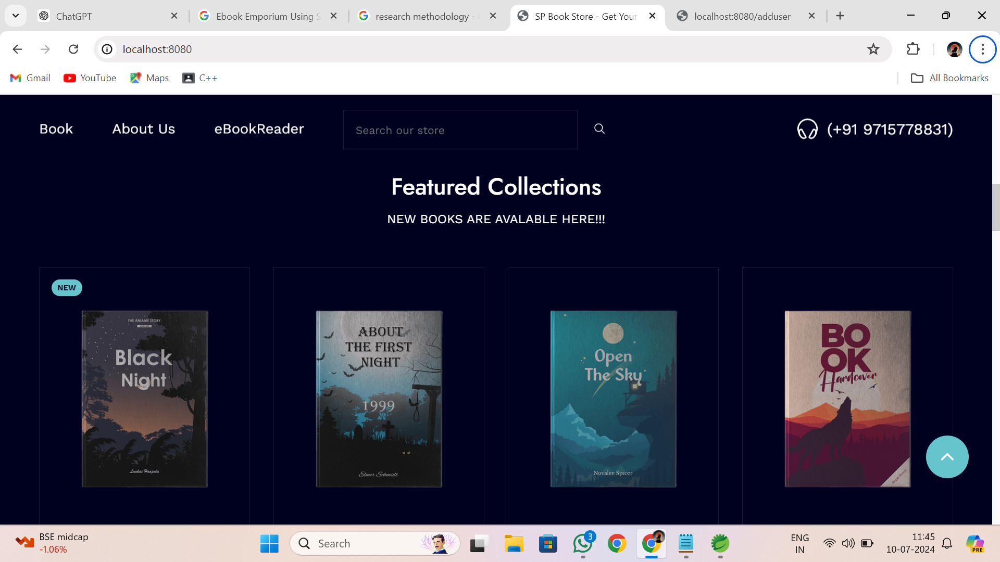 ChatGPT
Ebook Emporium Using S
research methodology -
SP Book Store - Get Your
localhost:8080/adduser
localhost:8080
Gmail
YouTube
Maps
C++
All Bookmarks
Book
About Us
eBookReader
Search our store
(+91 9715778831)
Featured Collections
NEW BOOKS ARE AVALABLE HERE!!!
NEW
THE ÁNIAME STORY
Black
Night
Luukas Haapala
ABOUT
THE FIRST
NIGHT
1999
Elmer Schmidt
Open
The Sky
Novalee Spicer
BO
OK
Hardcover
BSE midcap
-1.06%
Search
3
ENG
IN
11:45
10-07-2024
PRE